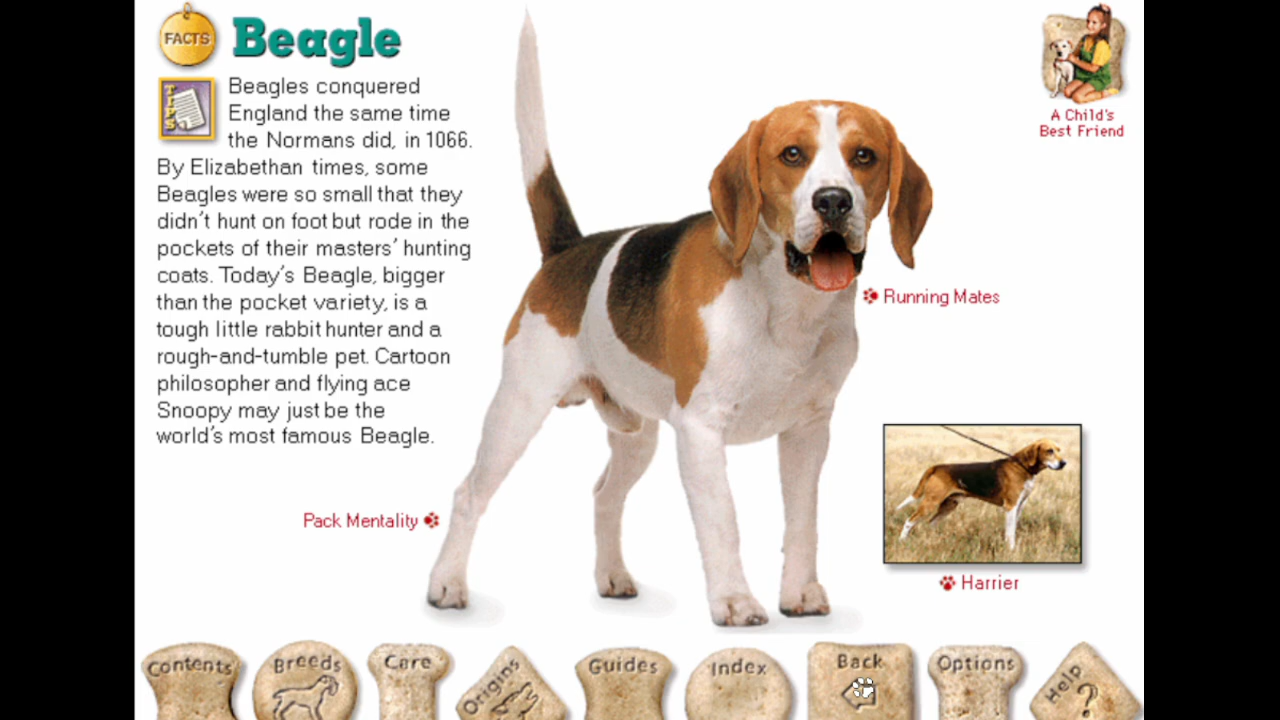 FACTS
Beagle
TIPS
Beagles conquered
England the same time
the Normans did, in 1066.
By Elizabethan times, some
Beagles were so small that they
didn't hunt on foot but rode in the
pockets of their masters' hunting
coats. Today's Beagle, bigger
than the pocket variety, is a
tough little rabbit hunter and a
rough-and-tumble pet. Cartoon
philosopher and flying ace
Snoopy may just be the
world's most famous Beagle.
A Child's
Best Friend
Running Mates
Pack Mentality
Harrier
Contents
Breeds
Care
Origins
Guides
Index
Back
Options
Help
?